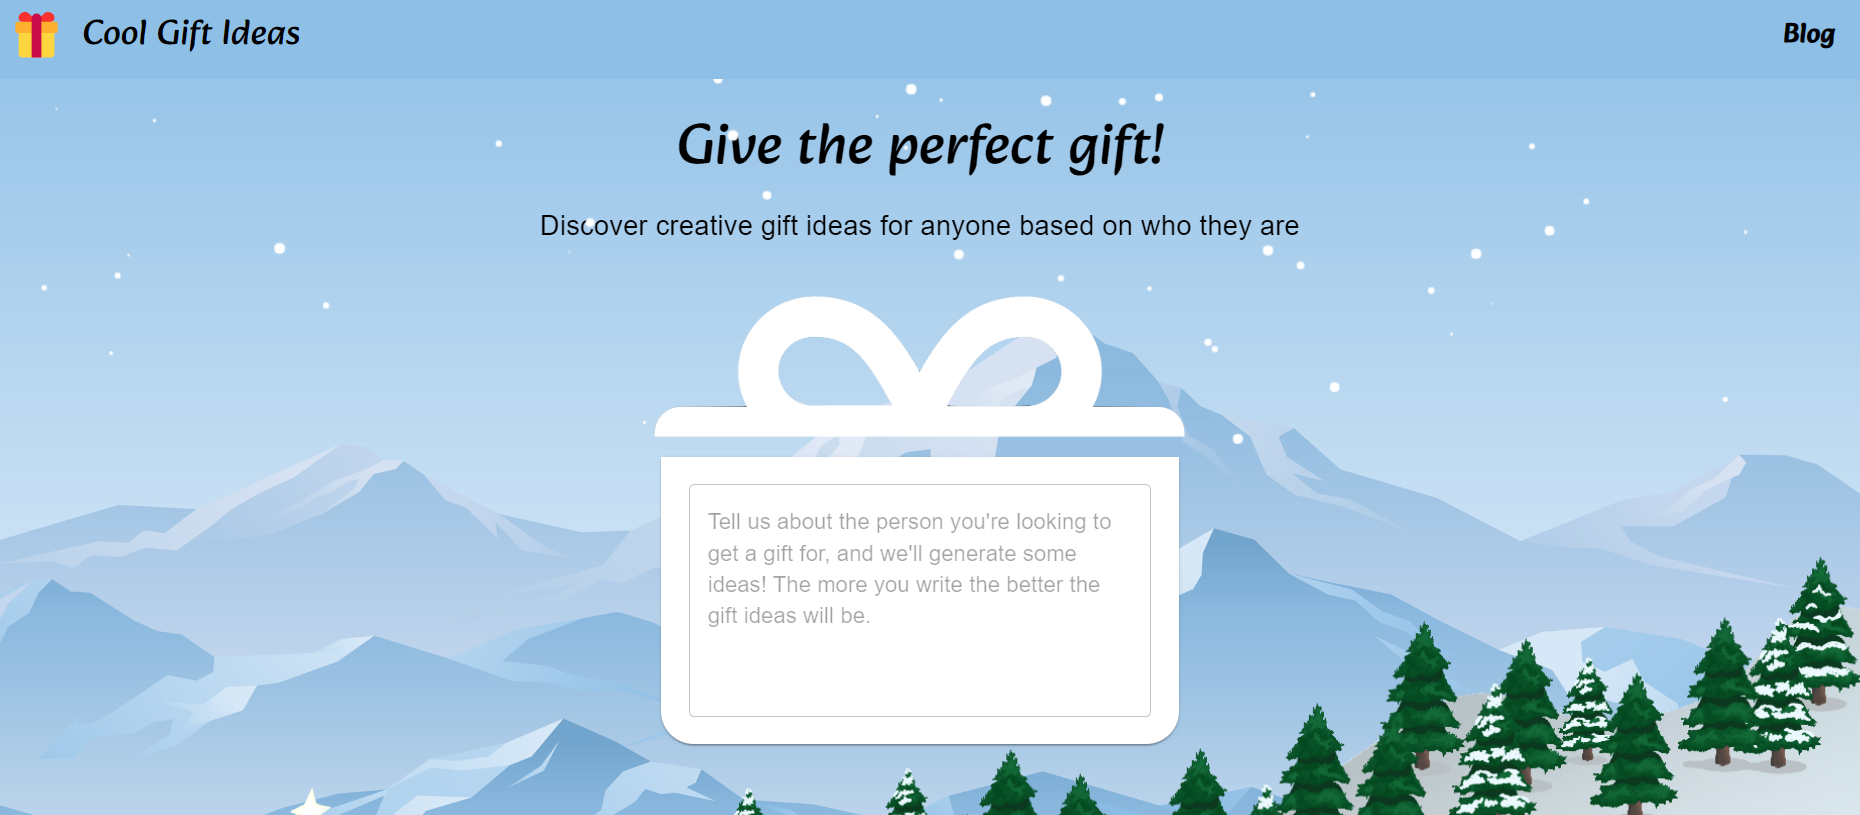 Cool Gift Ideas
Blog
Give the perfect gift!
Discover creative gift ideas for anyone based on who they are
Tell us about the person you're looking to
get a gift for, and we'll generate some
ideas! The more you write the better the
gift ideas will be.